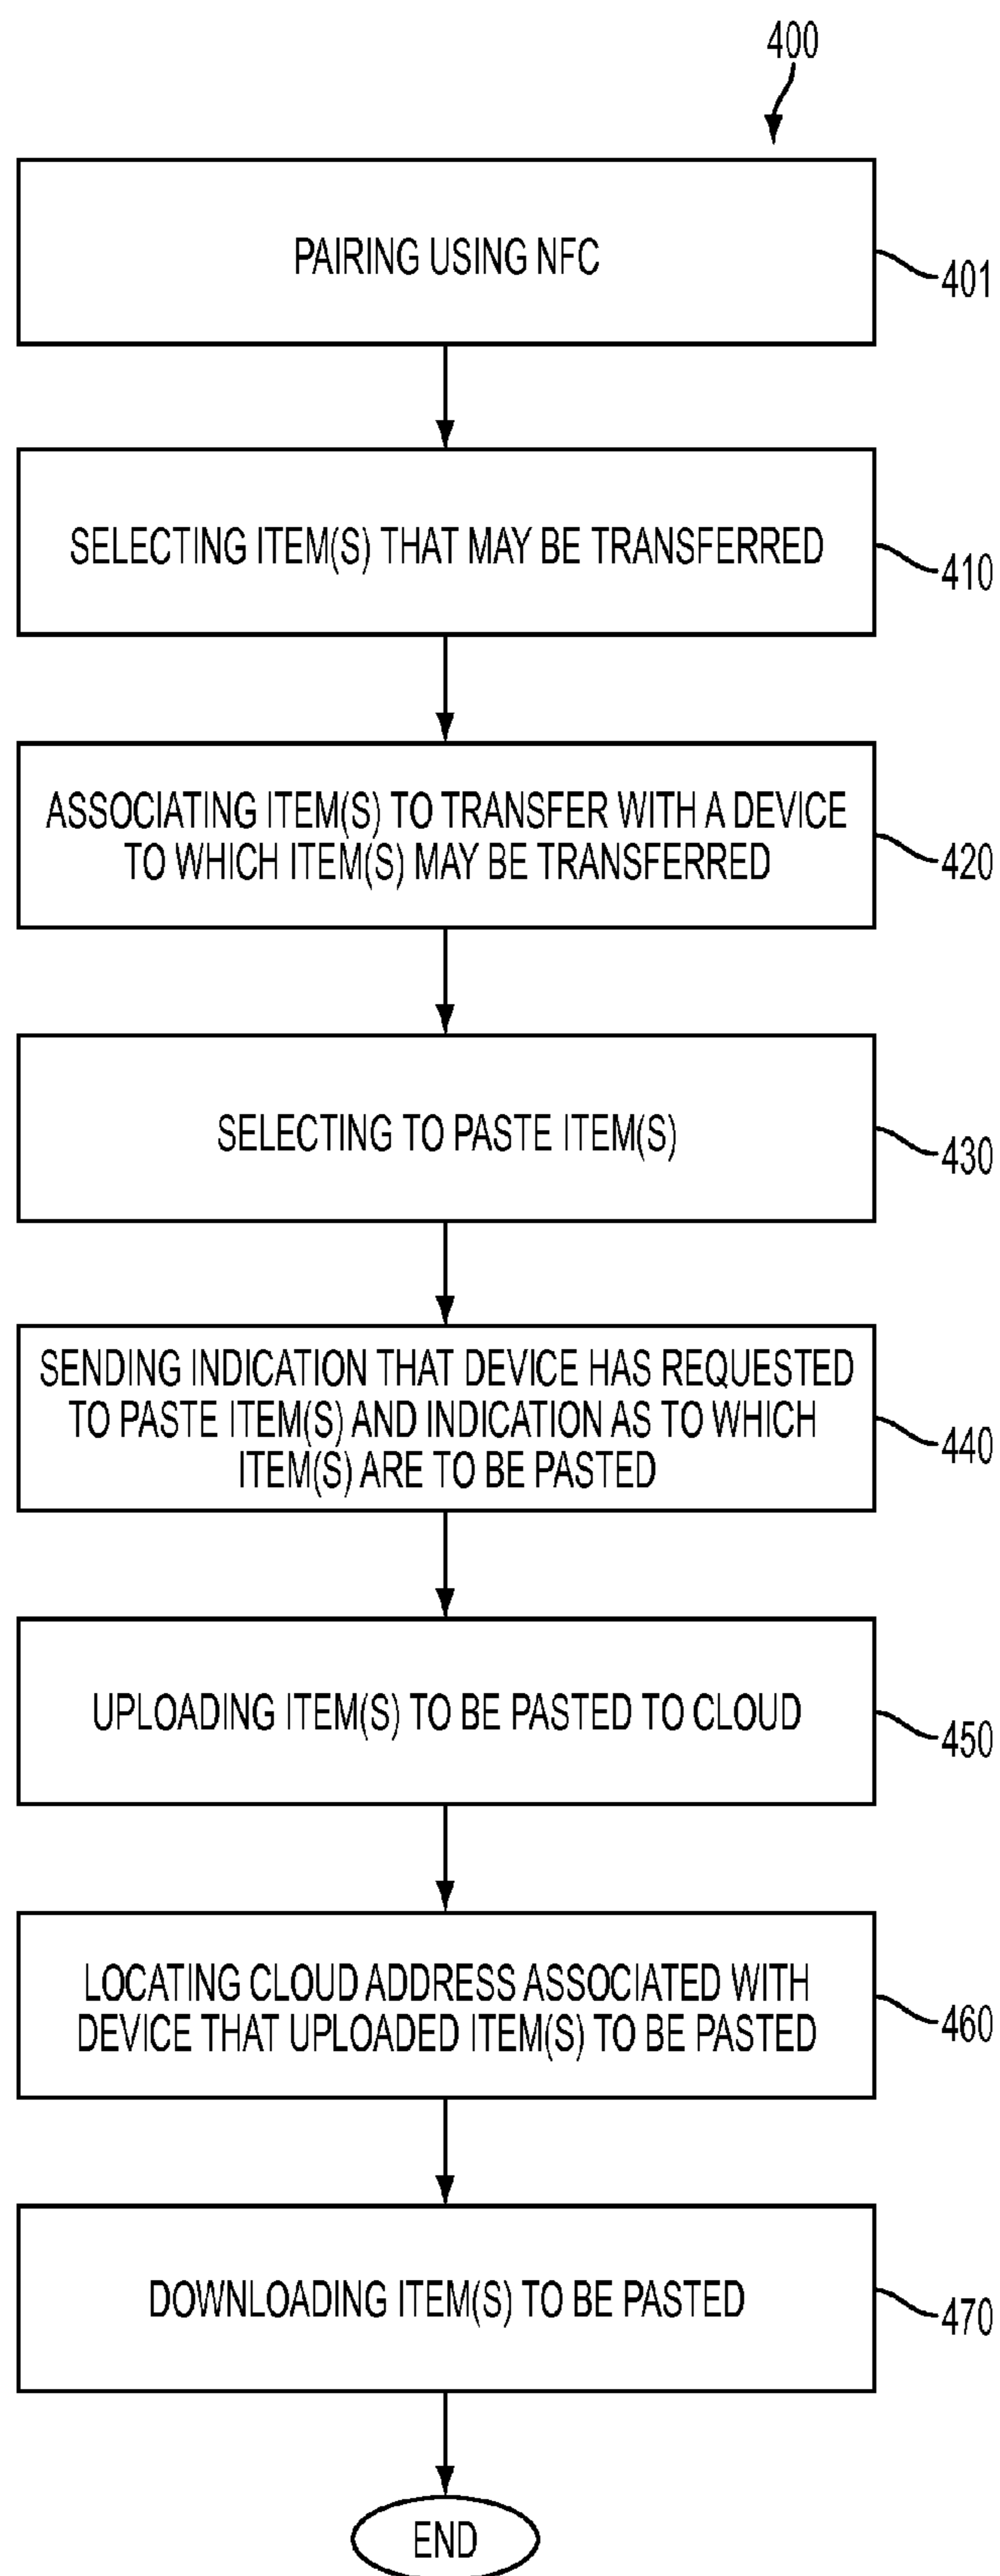 400
PAIRING USING NFC
401
SELECTING ITEM(S) THAT MAY BE TRANSFERRED
410
ASSOCIATING ITEM(S) TO TRANSFER WITH A DEVICE
TO WHICH ITEM(S) MAY BE TRANSFERRED
420
SELECTING TO PASTE ITEM(S)
430
SENDING INDICATION THAT DEVICE HAS REQUESTED
TO PASTE ITEM(S) AND INDICATION AS TO WHICH
ITEM(S) ARE TO BE PASTED
440
UPLOADING ITEM(S) TO BE PASTED TO CLOUD
450
LOCATING CLOUD ADDRESS ASSOCIATED WITH
DEVICE THAT UPLOADED ITEM(S) TO BE PASTED
460
DOWNLOADING ITEM(S) TO BE PASTED
470
END